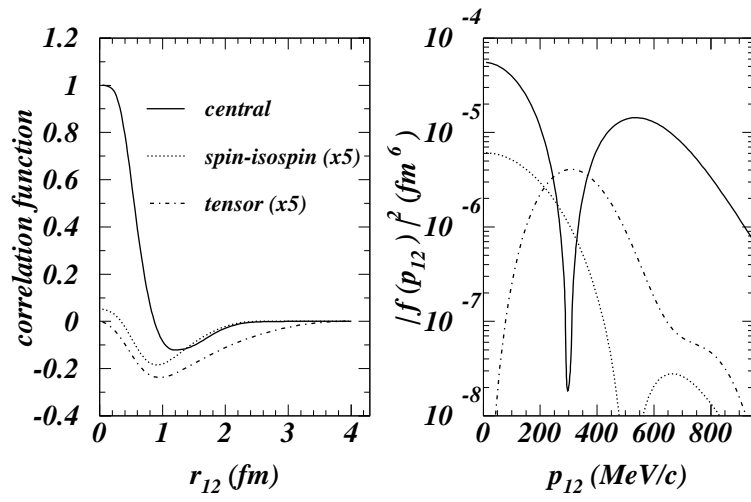 correlation function
1.2
1
0.8
0.6
0.4
0.2
0
-0.2
-0.4
0 1 2 3 4
r12 (fm)
central
spin-isospin (x5)
tensor (x5)
|f(p12)|² (fm⁶)
10⁻⁴
10⁻⁵
10⁻⁶
10⁻⁷
10⁻⁸
0 200 400 600 800
p12 (MeV/c)